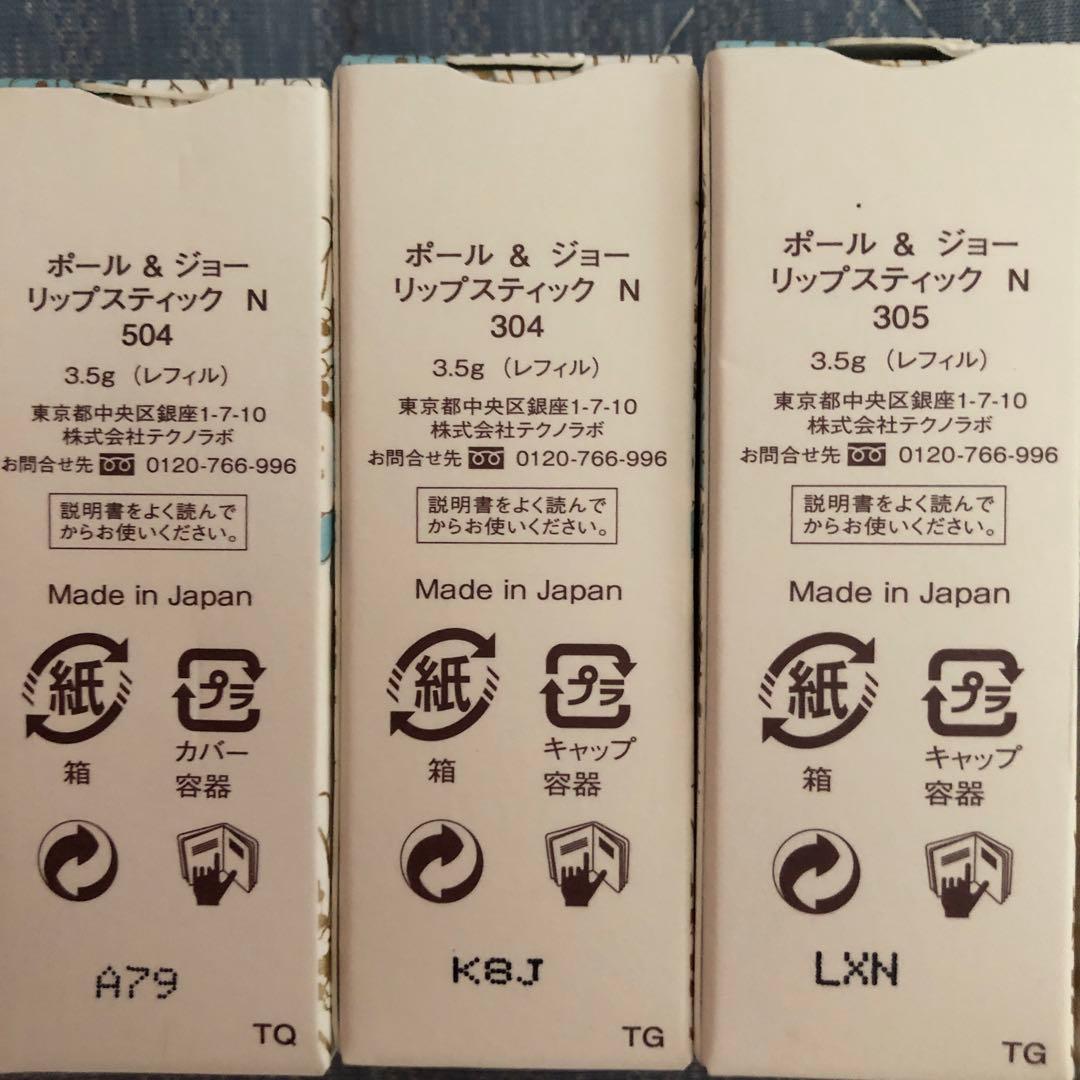 ポール & ジョー
リップスティック N
504
3.5g (レフィル)
東京都中央区銀座1-7-10
株式会社テクノラボ
お問合せ先 0120-766-996
説明書をよく読んで
からお使いください。
Made in Japan
紙
プラ
箱
カバー
容器
A79
TQ
ポール & ジョー
リップスティック N
304
3.5g (レフィル)
東京都中央区銀座1-7-10
株式会社テクノラボ
お問合せ先 0120-766-996
説明書をよく読んで
からお使いください。
Made in Japan
紙
プラ
箱
キャップ
容器
K8J
TG
ポール & ジョー
リップスティック N
305
3.5g (レフィル)
東京都中央区銀座1-7-10
株式会社テクノラボ
お問合せ先 0120-766-996
説明書をよく読んで
からお使いください。
Made in Japan
紙
プラ
箱
キャップ
容器
LXN
TG